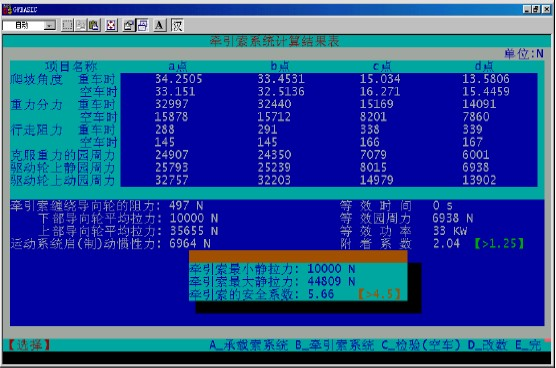 GWBASIC
自动
A
汉
牵引索系统计算结果表
单位:N
项目名称 a点 b点 c点 d点
爬坡角度 重车时 34.2505 33.4531 15.034 13.5806
空车时 33.151 32.5136 16.271 15.4459
重力分力 重车时 32997 32440 15169 14091
空车时 15878 15712 8201 7860
行走阻力 重车时 288 291 338 339
空车时 145 145 166 167
克服重力的园周力 24907 24350 7079 6001
驱动轮上静园周力 25793 25239 8015 6938
驱动轮上动园周力 32757 32203 14979 13902
牵引索缠绕导向轮的阻力: 497 N 等 效 时 间 0 s
下部导向轮平均拉力: 10000 N 等 效园周力 6938 N
上部导向轮平均拉力: 35655 N 等 效 功 率 33 KW
运动系统启(制)动惯性力: 6964 N 附 着 系 数 2.04 【>1.25】
牵引索最小静拉力: 10000 N
牵引索最大静拉力: 44809 N
牵引索的安全系数: 5.66 【>4.5】
【选择】 A_承载索系统 B_牵引索系统 C_检验(空车) D_改数 E_完